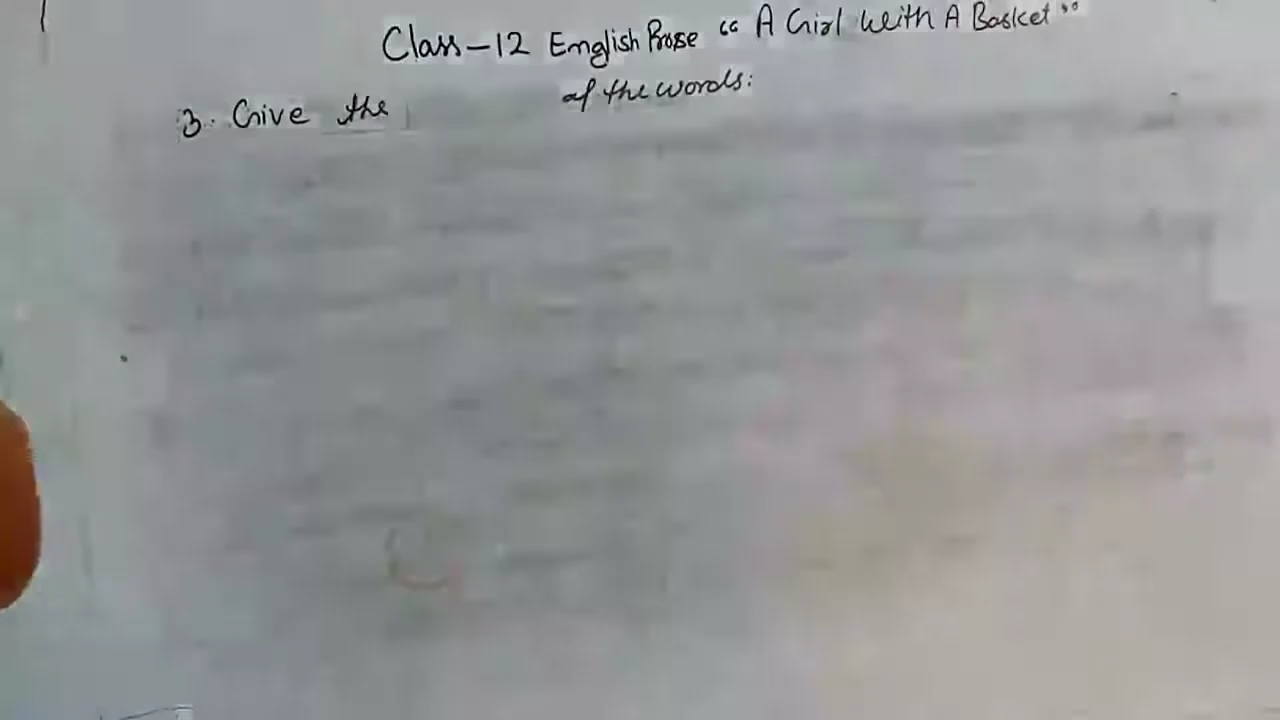 Class-12 English Prose “A Girl With A Basket”
3. Give the of the words: